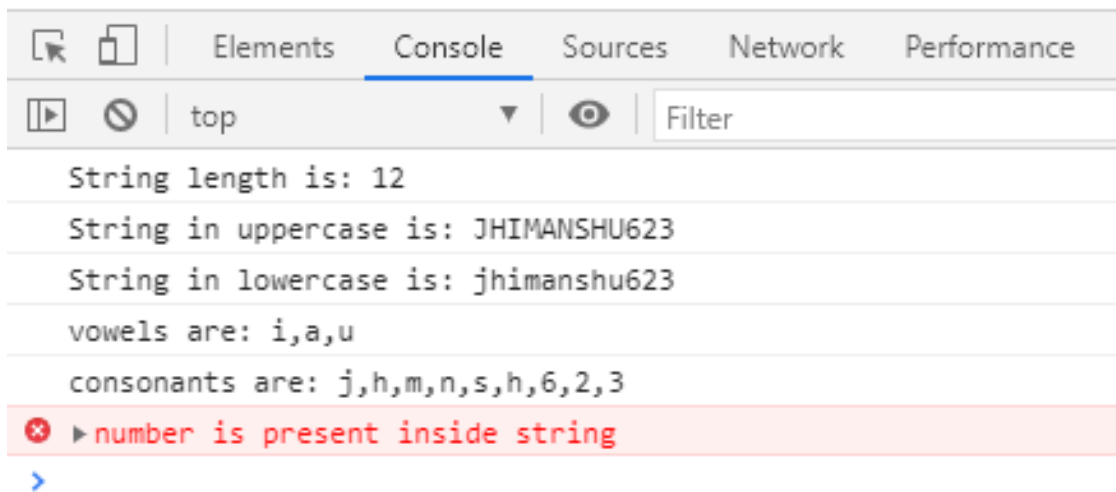 Elements Console Sources Network Performance
top Filter
String length is: 12
String in uppercase is: JHIMANSHU623
String in lowercase is: jhimanshu623
vowels are: i,a,u
consonants are: j,h,m,n,s,h,6,2,3
number is present inside string